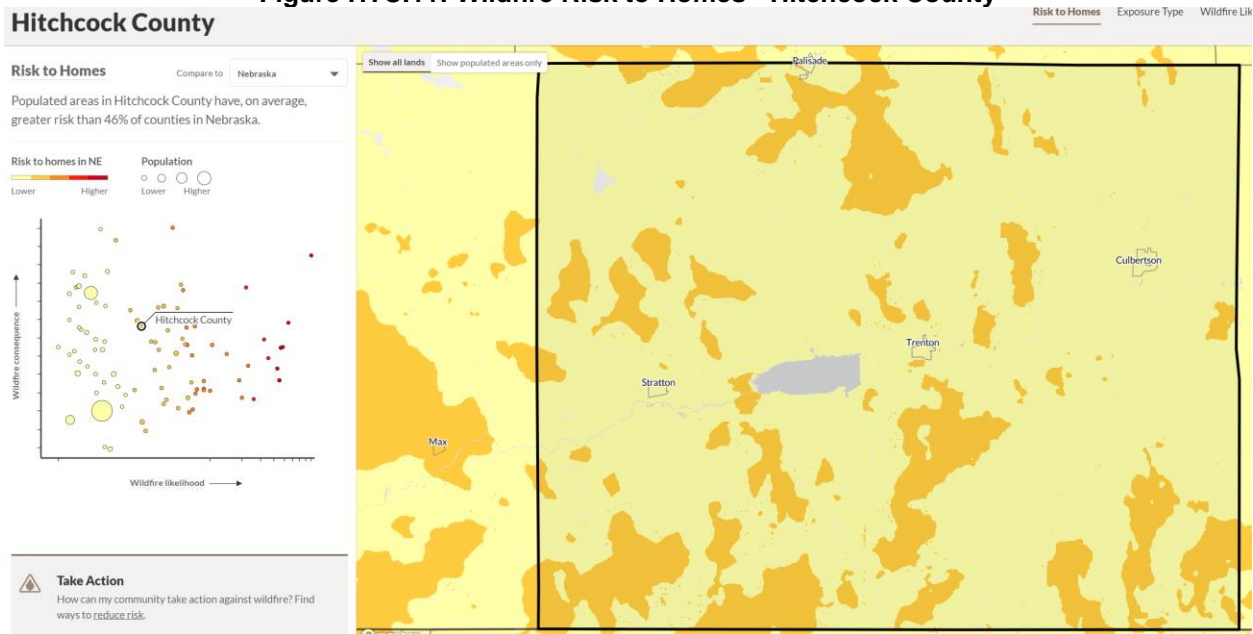 Hitchcock County
Risk to Homes Exposure Type Wildfire Lik
Risk to Homes
Compare to Nebraska
Populated areas in Hitchcock County have, on average,
greater risk than 46% of counties in Nebraska.
Risk to homes in NE
Lower Higher
Population
Lower Higher
Wildfire consequence
Hitchcock County
Wildfire likelihood
Take Action
How can my community take action against wildfire? Find
ways to reduce risk.
Show all lands Show populated areas only
Palisade
Culbertson
Trenton
Stratton
Max